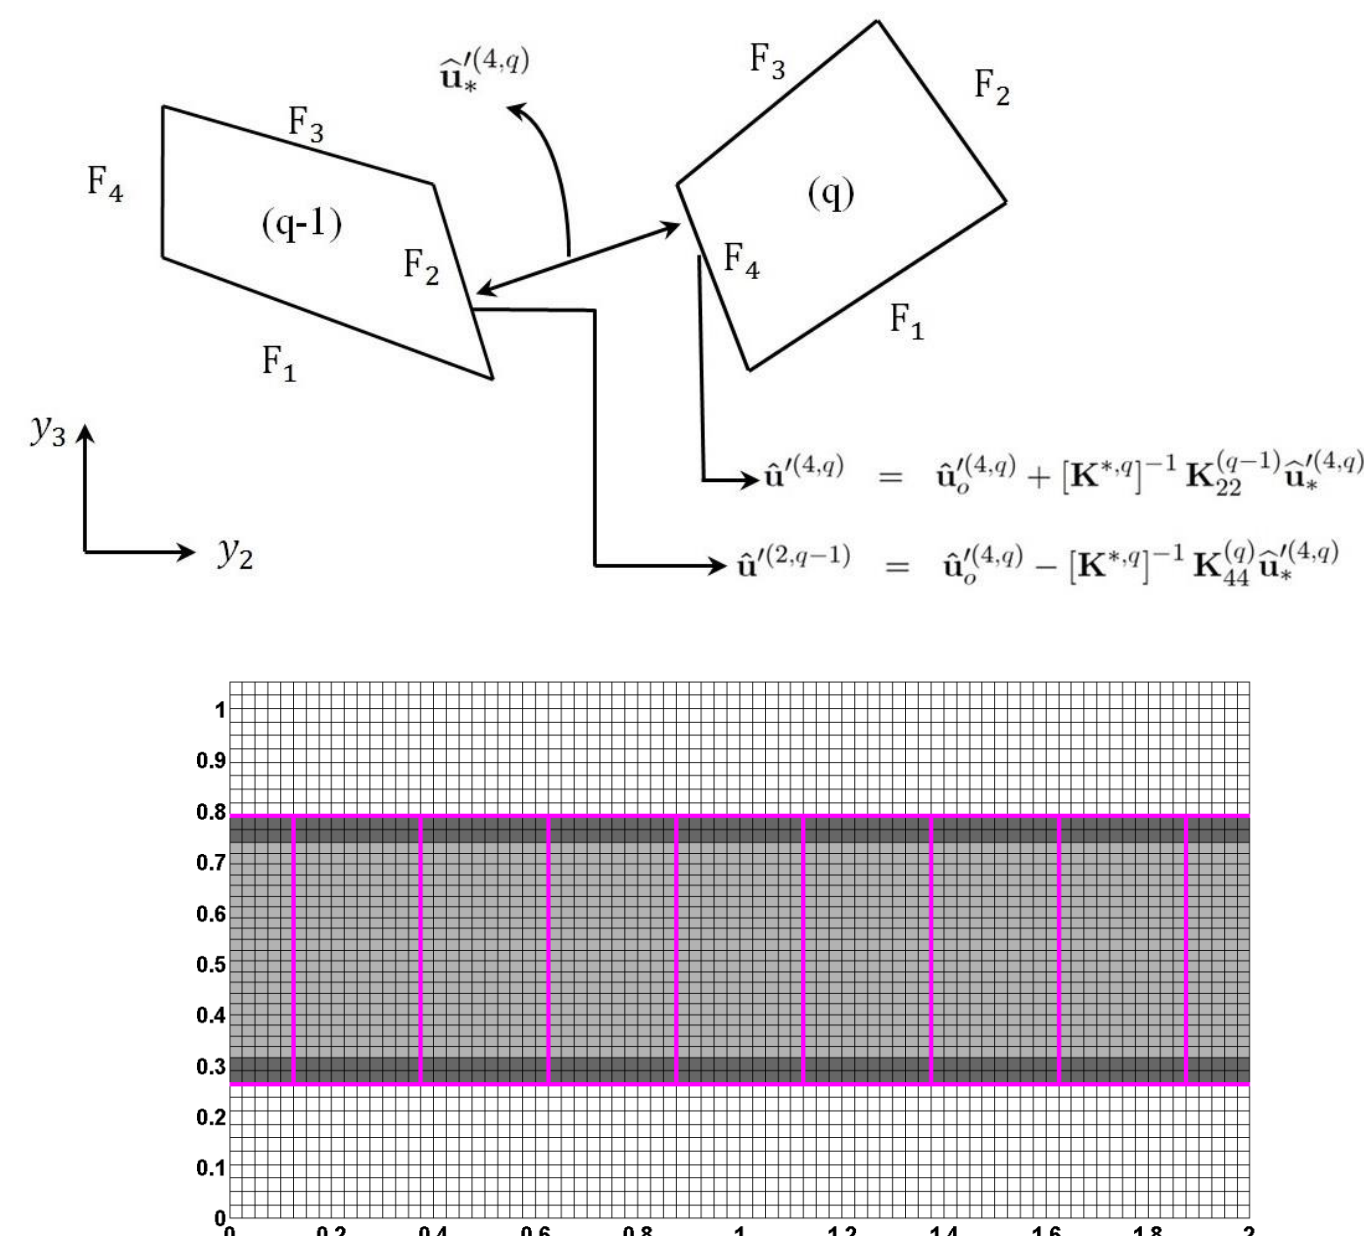 û′*^(4,q)
F3
F3
F2
F4
(q-1)
(q)
F2
F4
F1
F1
y3
û′^(4,q) = û′o^(4,q) + [K^*,q]^−1 K22^(q−1) û′*^(4,q)
y2
û′^(2,q−1) = û′o^(4,q) − [K^*,q]^−1 K44^(q) û′*^(4,q)
1
0.9
0.8
0.7
0.6
0.5
0.4
0.3
0.2
0.1
0
0 0.2 0.4 0.6 0.8 1 1.2 1.4 1.6 1.8 2